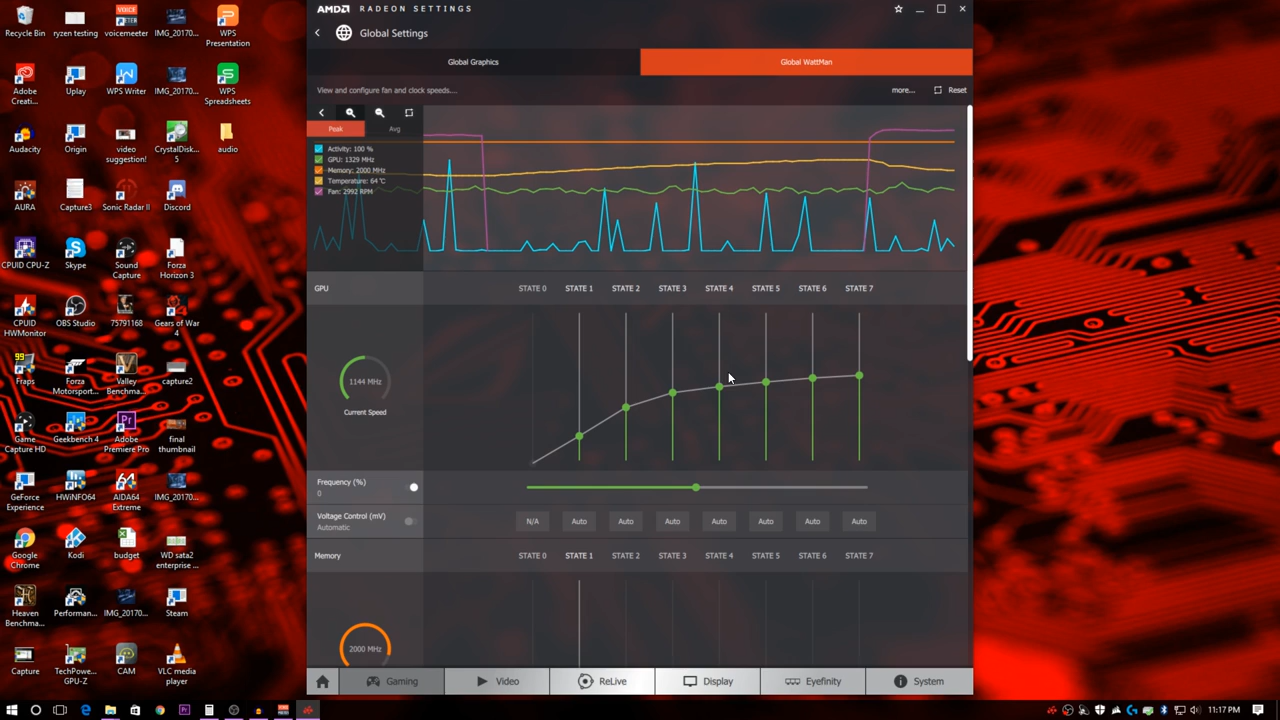 AMD RADEON SETTINGS
Global Settings
Global Graphics
Global WattMan
View and configure fan and clock speeds....
more...
Reset
Peak
Avg
Activity: 100 %
GPU: 1329 MHz
Memory: 2000 MHz
Temperature: 64 °C
Fan: 2992 RPM
GPU
STATE 0 STATE 1 STATE 2 STATE 3 STATE 4 STATE 5 STATE 6 STATE 7
1144 MHz
Current Speed
Frequency (%)
0
Voltage Control (mV)
Automatic
N/A Auto Auto Auto Auto Auto Auto Auto
Memory
STATE 0 STATE 1 STATE 2 STATE 3 STATE 4 STATE 5 STATE 6 STATE 7
2000 MHz
Gaming
Video
ReLive
Display
Eyefinity
System
Recycle Bin
ryzen testing
voicemeeter
IMG_20170...
WPS
Presentation
Adobe
Creati...
Uplay
WPS Writer
IMG_20170...
WPS
Spreadsheets
Audacity
Origin
video
suggestion!
CrystalDisk...
5
audio
AURA
Capture3
Sonic Radar II
Discord
CPUID CPU-Z
Skype
Sound
Capture
Forza
Horizon 3
CPUID
HWMonitor
OBS Studio
75791168
Gears of War
4
99
Fraps
Forza
Motorsport...
Valley
Benchma...
capture2
Game
Capture HD
Geekbench 4
Adobe
Premiere Pro
final
thumbnail
GeForce
Experience
HWiNFO64
AIDA64
Extreme
IMG_20170...
Google
Chrome
Kodi
budget
WD sata2
enterprise ...
Heaven
Benchma...
Performan...
IMG_20170...
Steam
Capture
TechPowe...
GPU-Z
CAM
VLC media
player
11:17 PM